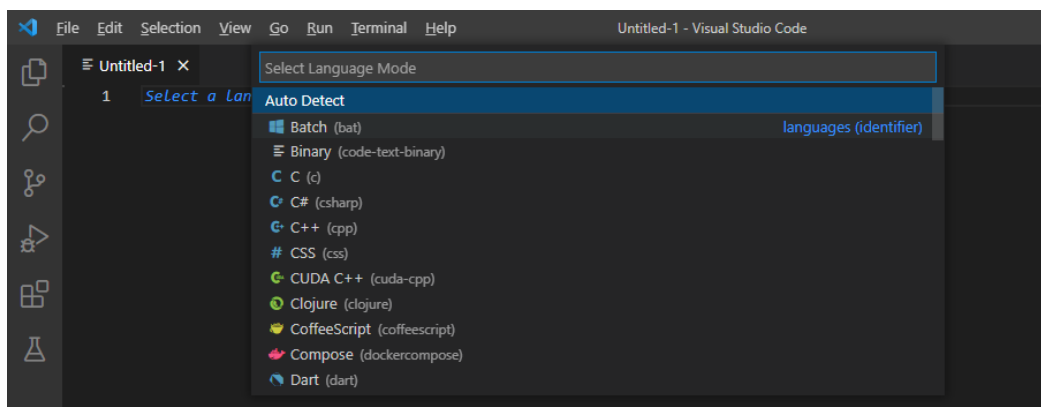 File Edit Selection View Go Run Terminal Help Untitled-1 - Visual Studio Code
Untitled-1
Select Language Mode
1 Select a lan
Auto Detect
Batch (bat) languages (identifier)
Binary (code-text-binary)
C C (c)
C# C# (csharp)
C+ C++ (cpp)
# CSS (css)
CUDA C++ (cuda-cpp)
Clojure (clojure)
CoffeeScript (coffeescript)
Compose (dockercompose)
Dart (dart)